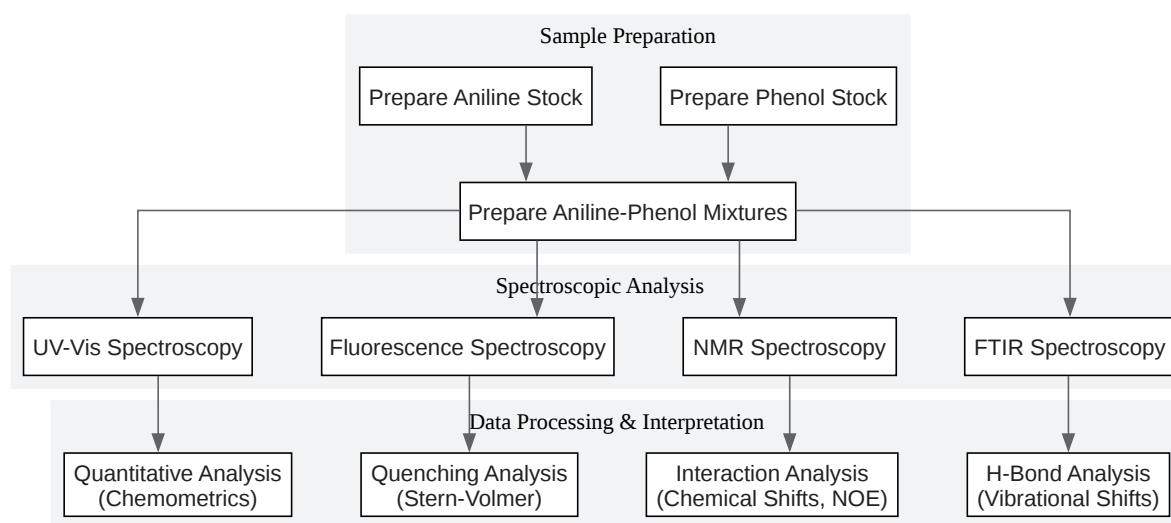 Sample Preparation
Prepare Aniline Stock
Prepare Phenol Stock
Prepare Aniline-Phenol Mixtures
Spectroscopic Analysis
UV-Vis Spectroscopy
Fluorescence Spectroscopy
NMR Spectroscopy
FTIR Spectroscopy
Data Processing & Interpretation
Quantitative Analysis
(Chemometrics)
Quenching Analysis
(Stern-Volmer)
Interaction Analysis
(Chemical Shifts, NOE)
H-Bond Analysis
(Vibrational Shifts)